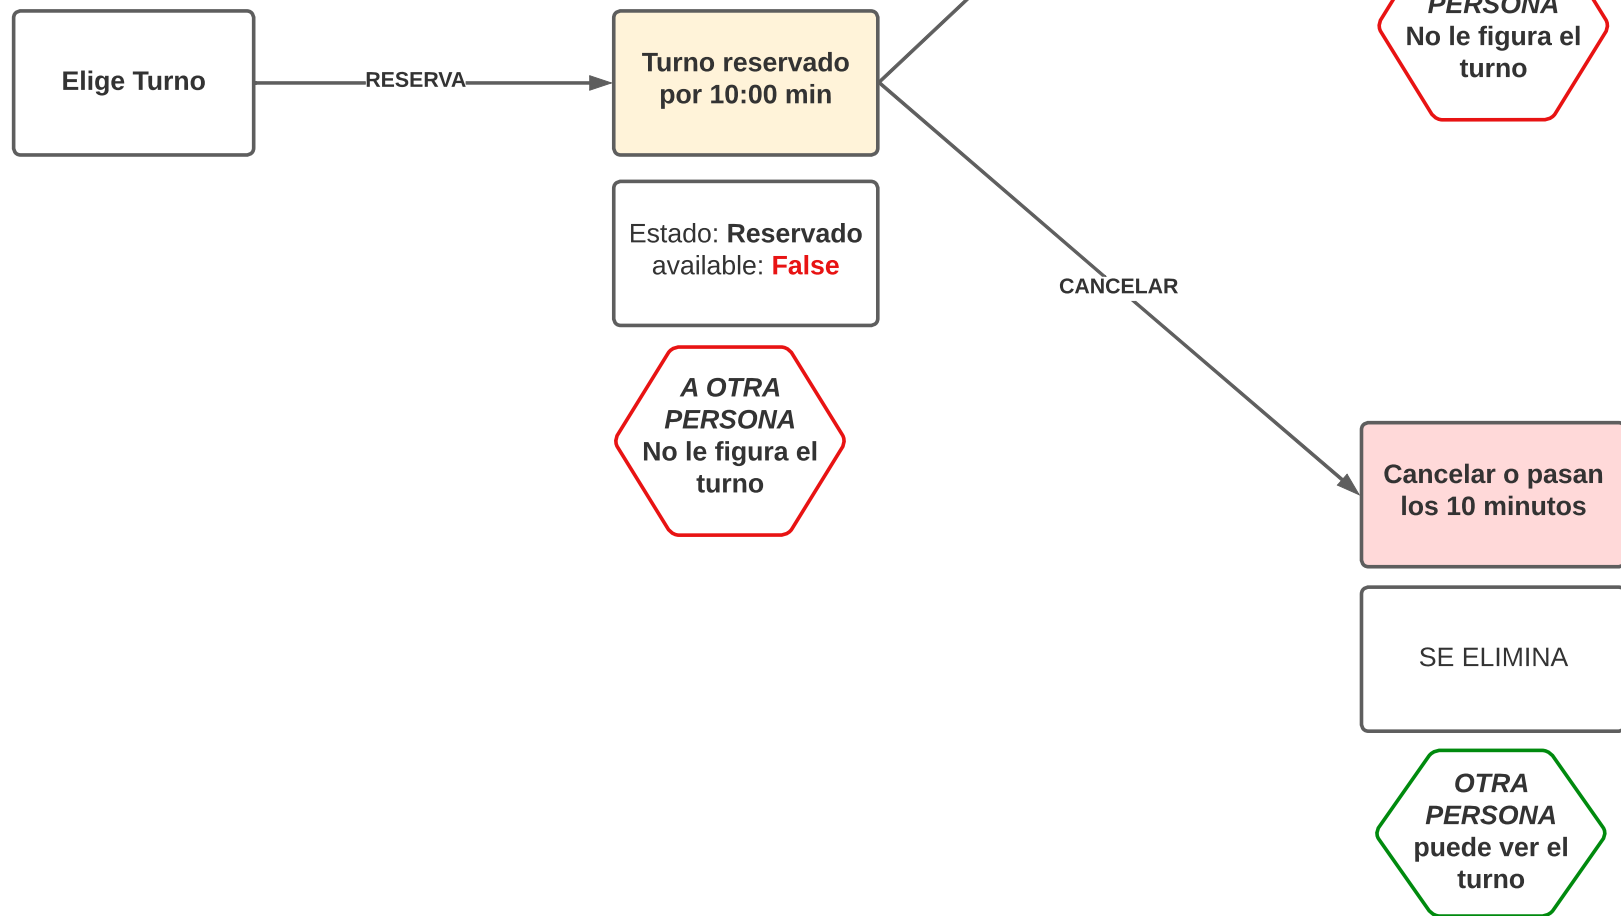 Elige Turno
RESERVA
Turno reservado
por 10:00 min
Estado: Reservado
available: False
A OTRA
PERSONA
No le figura el
turno
PERSONA
No le figura el
turno
CANCELAR
Cancelar o pasan
los 10 minutos
SE ELIMINA
OTRA
PERSONA
puede ver el
turno